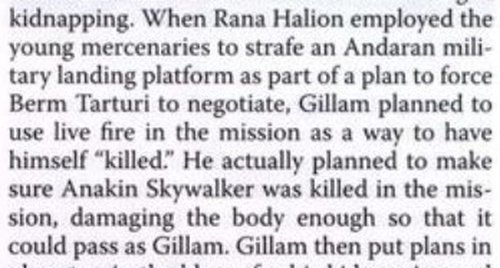 kidnapping. When Rana Halion employed the
young mercenaries to strafe an Andaran mili-
tary landing platform as part of a plan to force
Berm Tarturi to negotiate, Gillam planned to
use live fire in the mission as a way to have
himself “killed.” He actually planned to make
sure Anakin Skywalker was killed in the mis-
sion, damaging the body enough so that it
could pass as Gillam. Gillam then put plans in